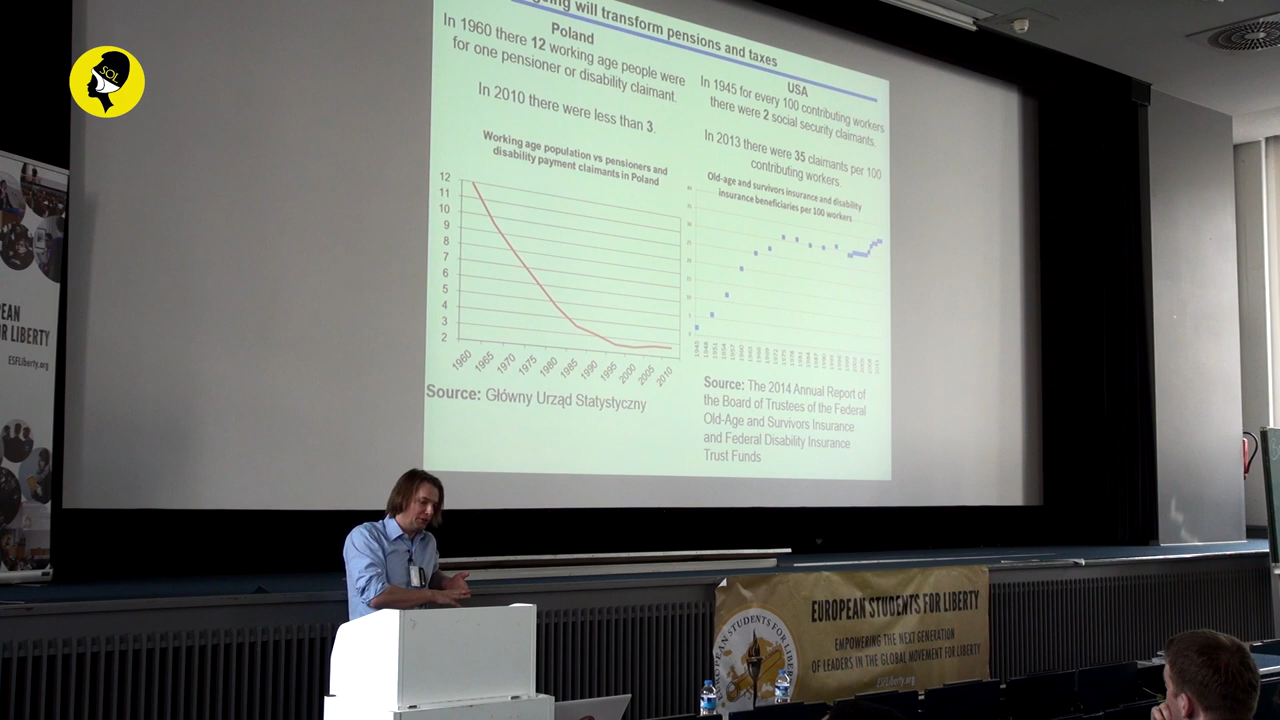 SOL
going will transform pensions and taxes
Poland
In 1960 there 12 working age people were
for one pensioner or disability claimant.
In 2010 there were less than 3.
Working age population vs pensioners and
disability payment claimants in Poland
12
11
10
9
8
7
6
5
4
3
2
1960
1965
1970
1975
1980
1985
1990
1995
2000
2005
2010
Source: Główny Urząd Statystyczny
USA
In 1945 for every 100 contributing workers
there were 2 social security claimants.
In 2013 there were 35 claimants per 100
contributing workers.
Old-age and survivors insurance and disability
insurance beneficiaries per 100 workers
Source: The 2014 Annual Report of
the Board of Trustees of the Federal
Old-Age and Survivors Insurance
and Federal Disability Insurance
Trust Funds
EAN
R LIBERTY
ESFLiberty.org
EUROPEAN STUDENTS FOR LIBERTY
EMPOWERING THE NEXT GENERATION
OF LEADERS IN THE GLOBAL MOVEMENT FOR LIBERTY
ESFLiberty.org
EUROPEAN STUDENTS FOR LIBERTY